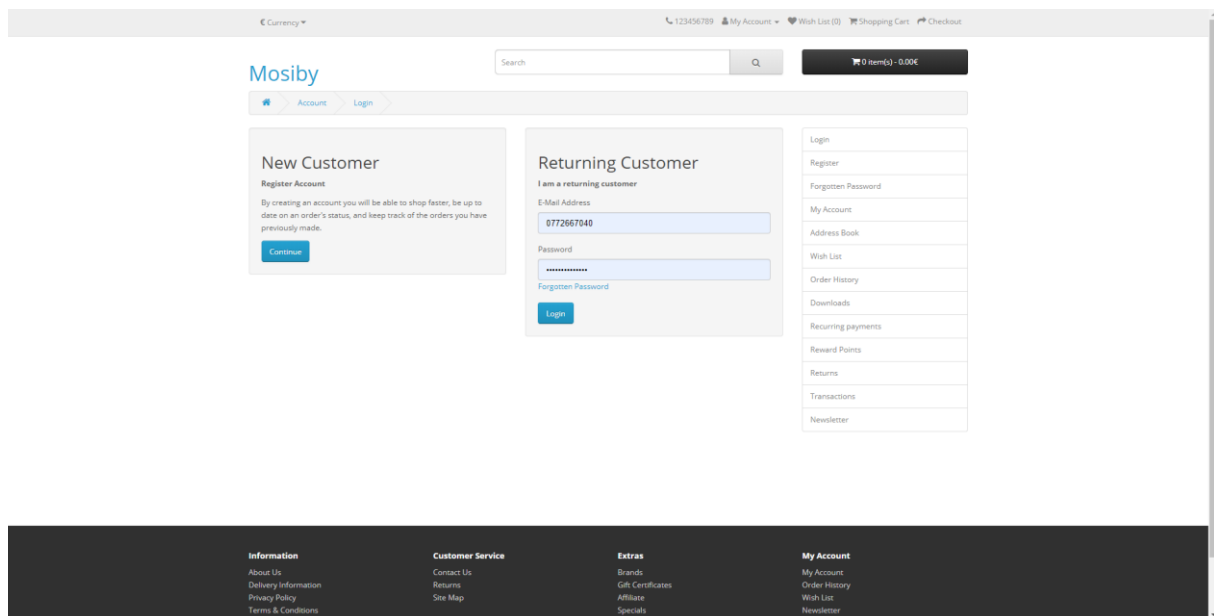 € Currency
123456789 My Account Wish List (0) Shopping Cart Checkout
Mosiby
Search
0 item(s) - 0.00€
Account Login
New Customer
Register Account
By creating an account you will be able to shop faster, be up to
date on an order's status, and keep track of the orders you have
previously made.
Continue
Returning Customer
I am a returning customer
E-Mail Address
0772667040
Password
••••••••••••••
Forgotten Password
Login
Login
Register
Forgotten Password
My Account
Address Book
Wish List
Order History
Downloads
Recurring payments
Reward Points
Returns
Transactions
Newsletter
Information
About Us
Delivery Information
Privacy Policy
Terms & Conditions
Customer Service
Contact Us
Returns
Site Map
Extras
Brands
Gift Certificates
Affiliate
Specials
My Account
My Account
Order History
Wish List
Newsletter